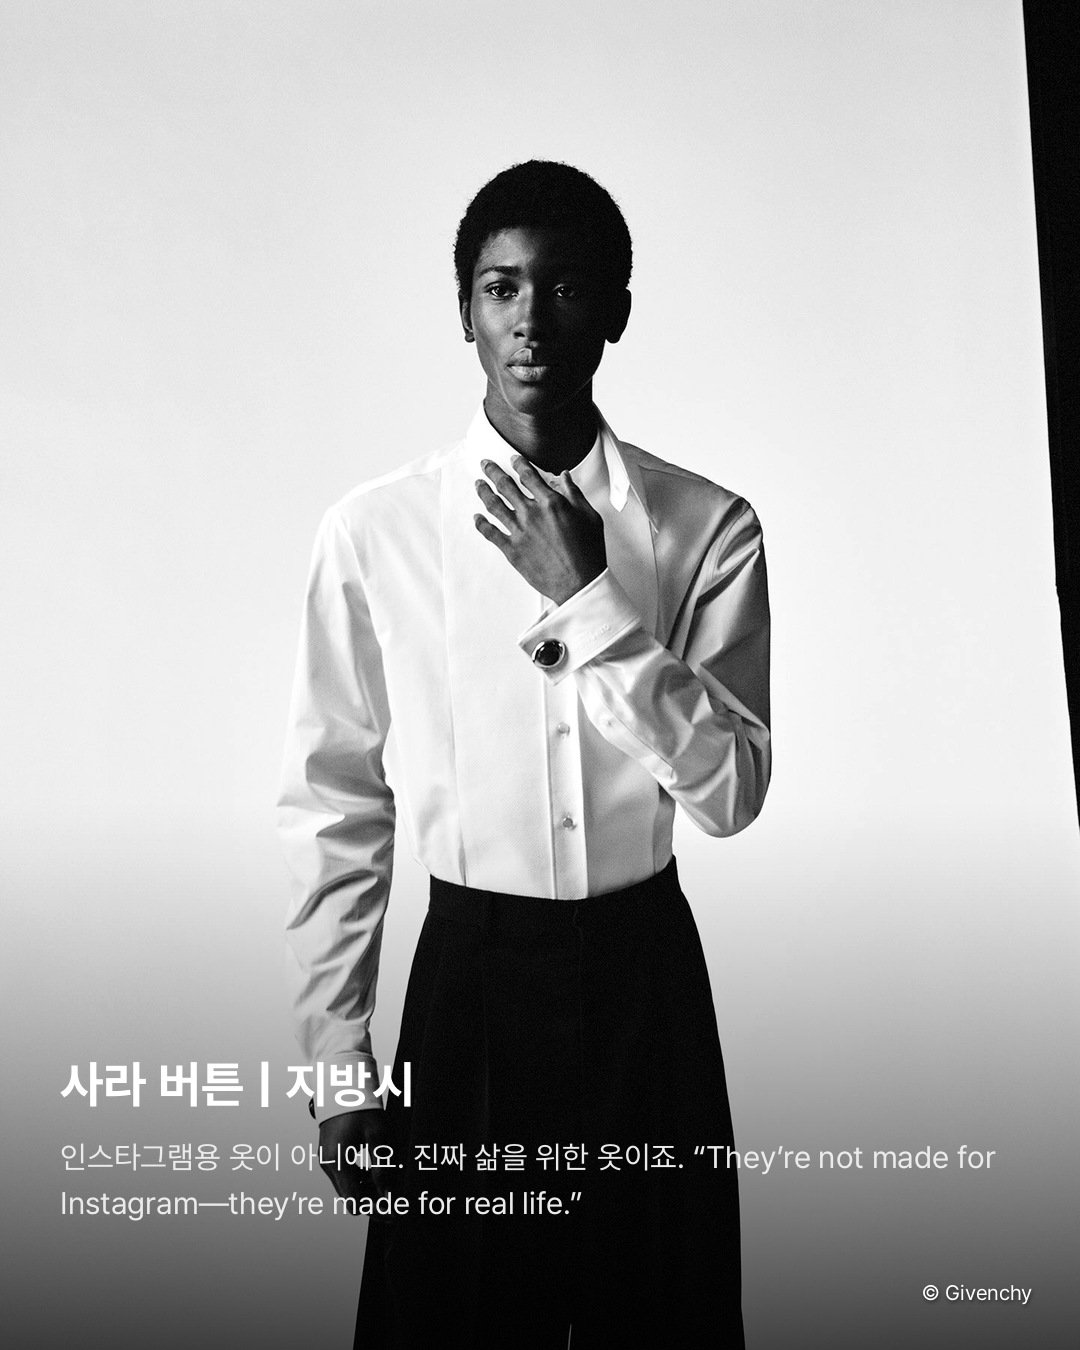 사라 버튼 | 지방시
인스타그램용 옷이 아니에요. 진짜 삶을 위한 옷이죠. “They’re not made for
Instagram—they’re made for real life.”
© Givenchy